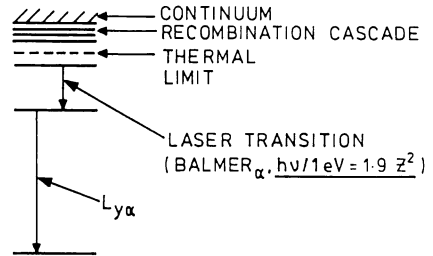 CONTINUUM
RECOMBINATION CASCADE
THERMAL
LIMIT
LASER TRANSITION
(BALMERα, hν/1eV = 1·9 Z²)
Lyα